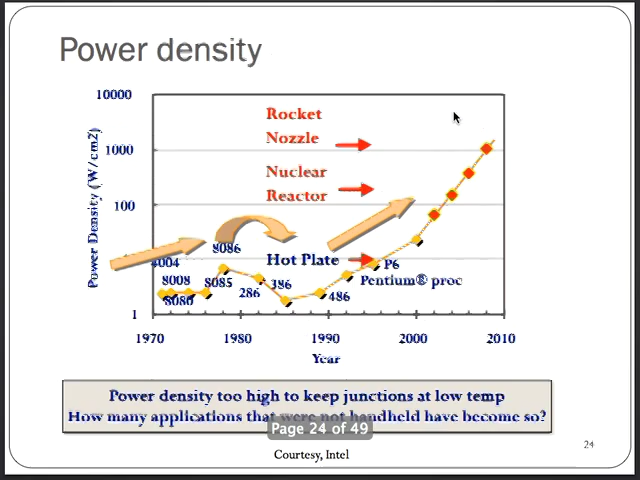 Power density
10000
1000
100
1
Power Density (W/cm2)
Rocket
Nozzle
Nuclear
Reactor
Hot Plate
4004
8008
8080
8085
8086
286
386
486
P6
Pentium® proc
1970
1980
1990
2000
2010
Year
Power density too high to keep junctions at low temp
How many applications that were not handheld have become so?
Page 24 of 49
Courtesy, Intel
24